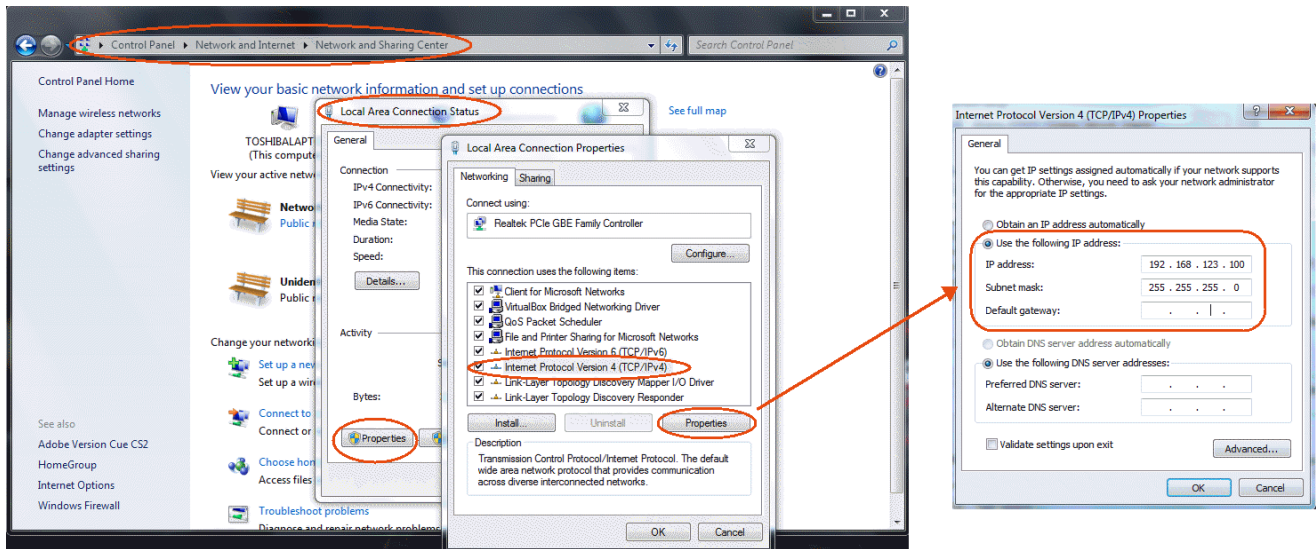 Control Panel ▸ Network and Internet ▸ Network and Sharing Center
Search Control Panel
Control Panel Home
Manage wireless networks
Change adapter settings
Change advanced sharing
settings
See also
Adobe Version Cue CS2
HomeGroup
Internet Options
Windows Firewall
View your basic network information and set up connections
TOSHIBALAPT
(This compute
See full map
View your active netw
Netwo
Public
Uniden
Public
Change your networki
Set up a new
Set up a wir
Connect to
Connect or
Choose hom
Access files
Troubleshoot problems
Diagnose and repair network problems
Local Area Connection Status
General
Connection
IPv4 Connectivity:
IPv6 Connectivity:
Media State:
Duration:
Speed:
Details...
Activity
Bytes:
Properties
Local Area Connection Properties
Networking
Sharing
Connect using:
Realtek PCIe GBE Family Controller
Configure...
This connection uses the following items:
Client for Microsoft Networks
VirtualBox Bridged Networking Driver
QoS Packet Scheduler
File and Printer Sharing for Microsoft Networks
Internet Protocol Version 6 (TCP/IPv6)
Internet Protocol Version 4 (TCP/IPv4)
Link-Layer Topology Discovery Mapper I/O Driver
Link-Layer Topology Discovery Responder
Install...
Uninstall
Properties
Description
Transmission Control Protocol/Internet Protocol. The default
wide area network protocol that provides communication
across diverse interconnected networks.
OK
Cancel
Internet Protocol Version 4 (TCP/IPv4) Properties
General
You can get IP settings assigned automatically if your network supports
this capability. Otherwise, you need to ask your network administrator
for the appropriate IP settings.
Obtain an IP address automatically
Use the following IP address:
IP address: 192 . 168 . 123 . 100
Subnet mask: 255 . 255 . 255 . 0
Default gateway: . . .
Obtain DNS server address automatically
Use the following DNS server addresses:
Preferred DNS server: . . .
Alternate DNS server: . . .
Validate settings upon exit
Advanced...
OK
Cancel